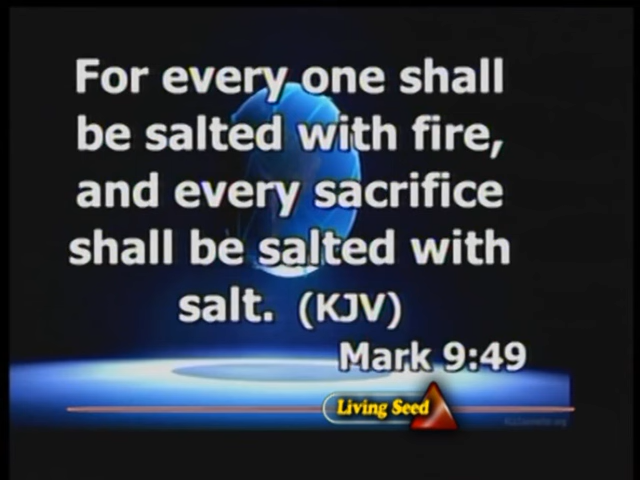 For every one shall
be salted with fire,
and every sacrifice
shall be salted with
salt. (KJV)
Mark 9:49
Living Seed